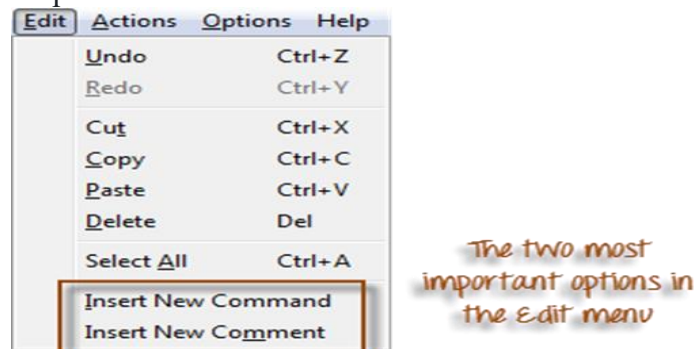 Edit Actions Options Help
Undo Ctrl+Z
Redo Ctrl+Y
Cut Ctrl+X
Copy Ctrl+C
Paste Ctrl+V
Delete Del
Select All Ctrl+A
Insert New Command
Insert New Comment
The two most
important options in
the Edit menu